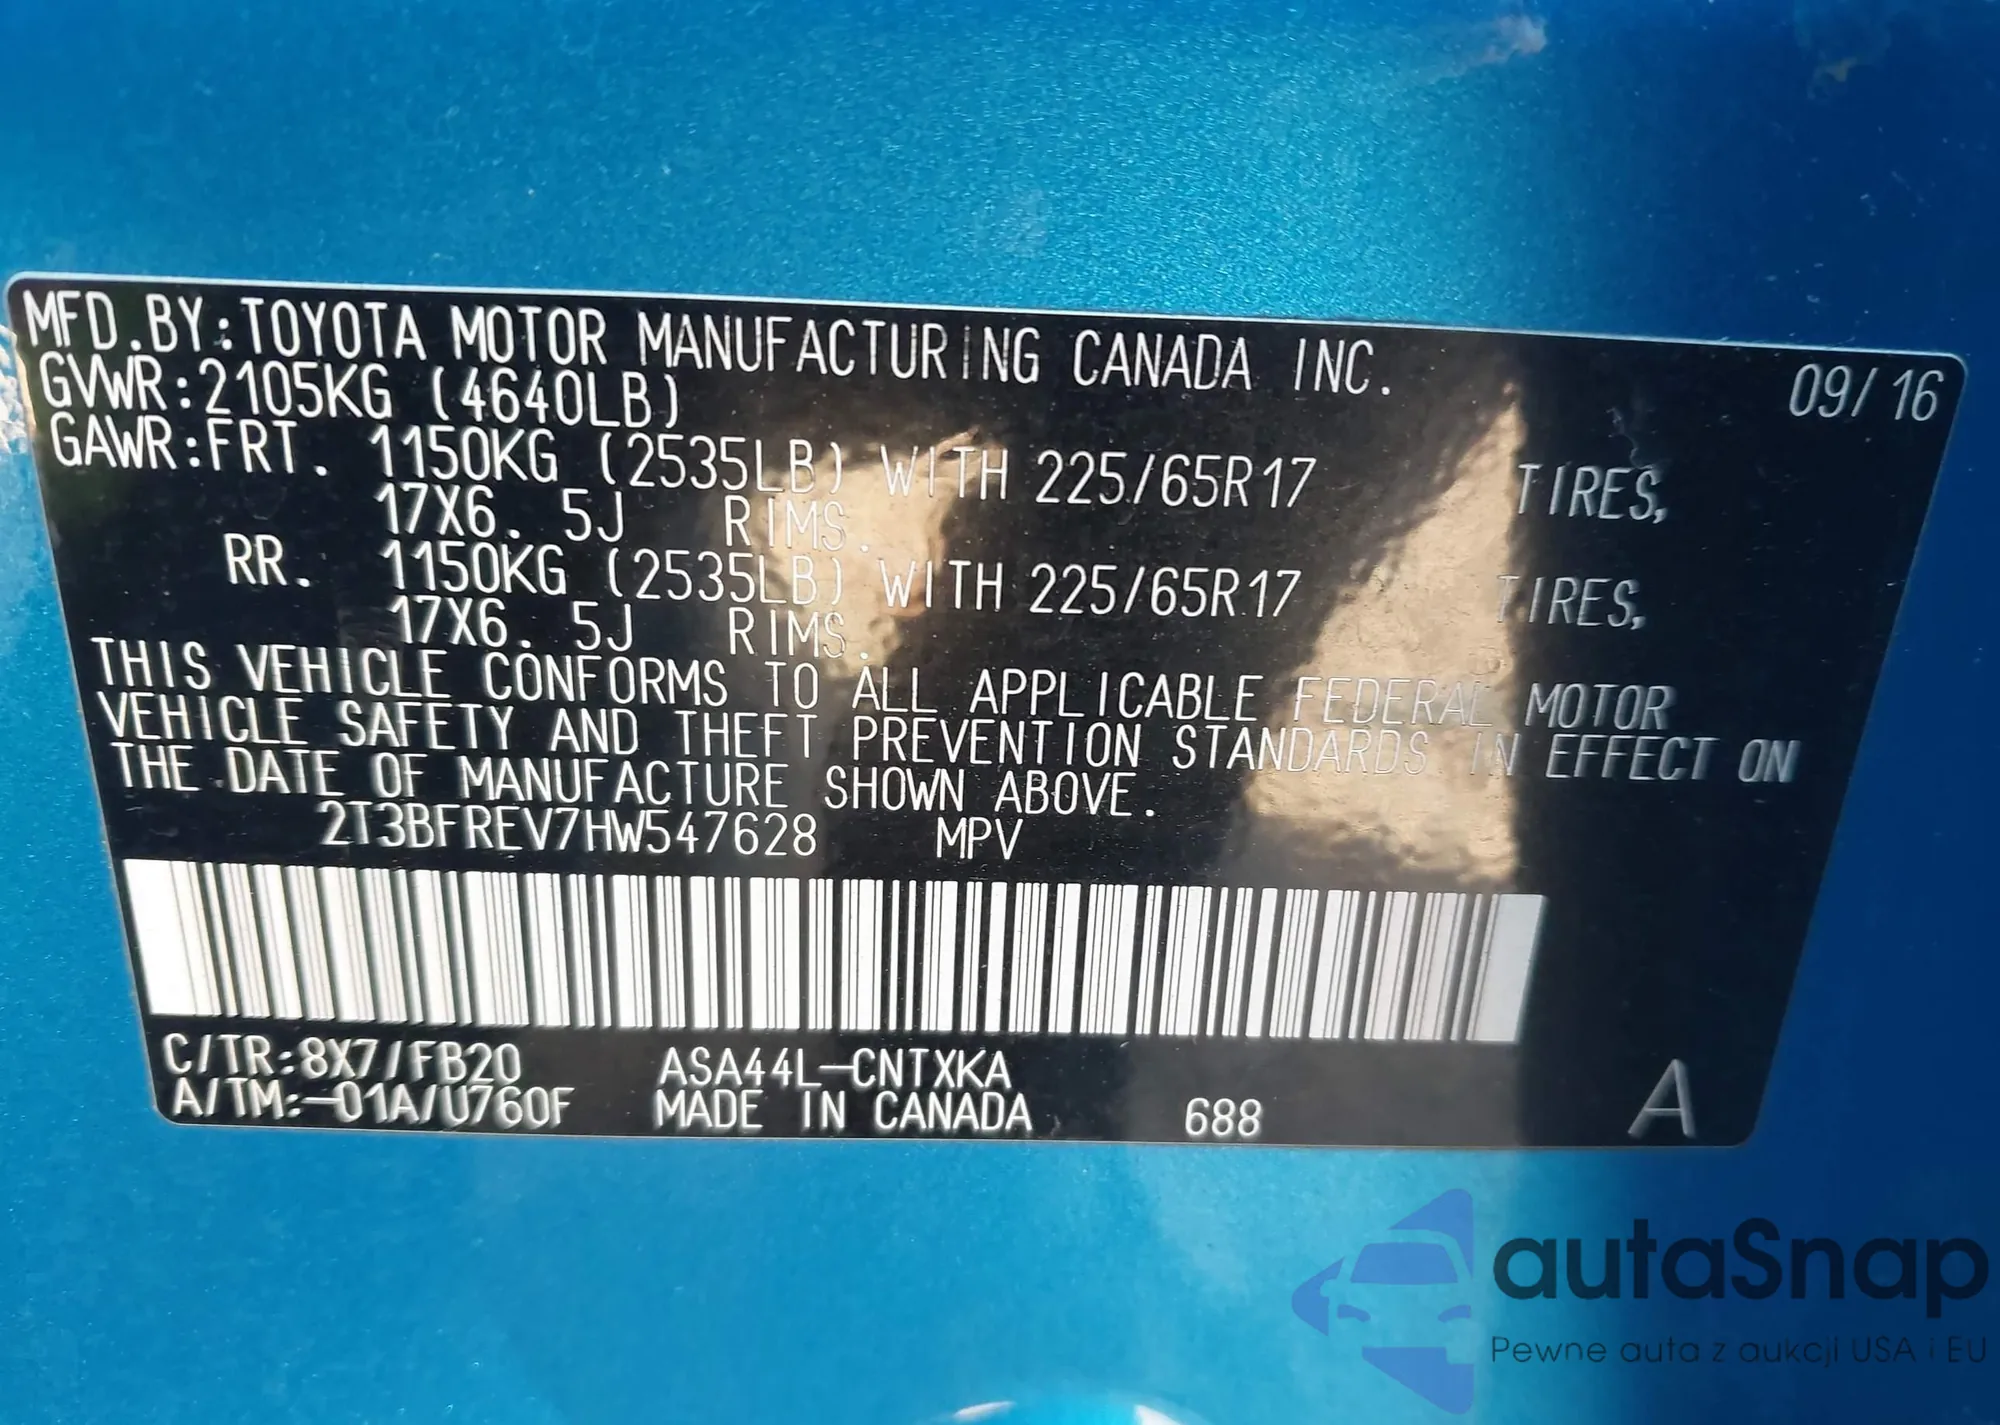 MFD.BY:TOYOTA MOTOR MANUFACTURING CANADA INC. 09/16
GVWR:2105KG (4640LB)
GAWR:FRT. 1150KG (2535LB) WITH 225/65R17 TIRES,
17X6. 5J RIMS.
RR. 1150KG (2535LB) WITH 225/65R17 TIRES,
17X6. 5J RIMS.
THIS VEHICLE CONFORMS TO ALL APPLICABLE FEDERAL MOTOR
VEHICLE SAFETY AND THEFT PREVENTION STANDARDS IN EFFECT ON
THE DATE OF MANUFACTURE SHOWN ABOVE.
2T3BFREV7HW547628 MPV
C/TR:8X7/FB20 ASA44L-CNTXKA
A/TM:-01A/U760F MADE IN CANADA 688 A
autaSnap
Pewne auta z aukcji USA i EU